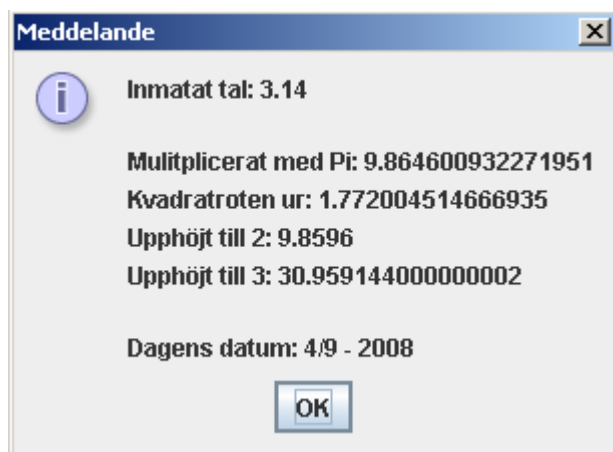 Meddelande
Inmatat tal: 3.14
Mulitplicerat med Pi: 9.864600932271951
Kvadratroten ur: 1.772004514666935
Upphöjt till 2: 9.8596
Upphöjt till 3: 30.959144000000002
Dagens datum: 4/9 - 2008
OK